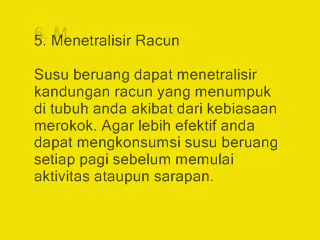 6. M
5. Menetralisir Racun
Susu beruang dapat menetralisir
kandungan racun yang menumpuk
di tubuh anda akibat dari kebiasaan
merokok. Agar lebih efektif anda
dapat mengkonsumsi susu beruang
setiap pagi sebelum memulai
aktivitas ataupun sarapan.